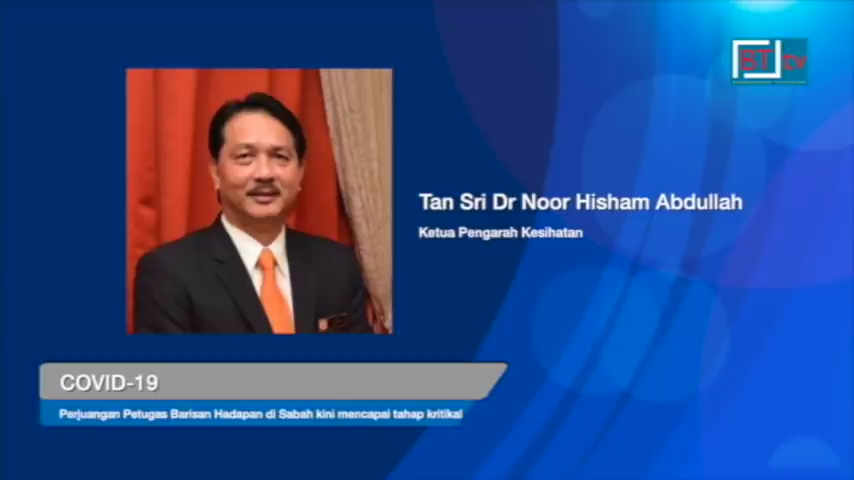 BT tv
Tan Sri Dr Noor Hisham Abdullah
Ketua Pengarah Kesihatan
COVID-19
Perjuangan Petugas Barisan Hadapan di Sabah kini mencapai tahap kritikal